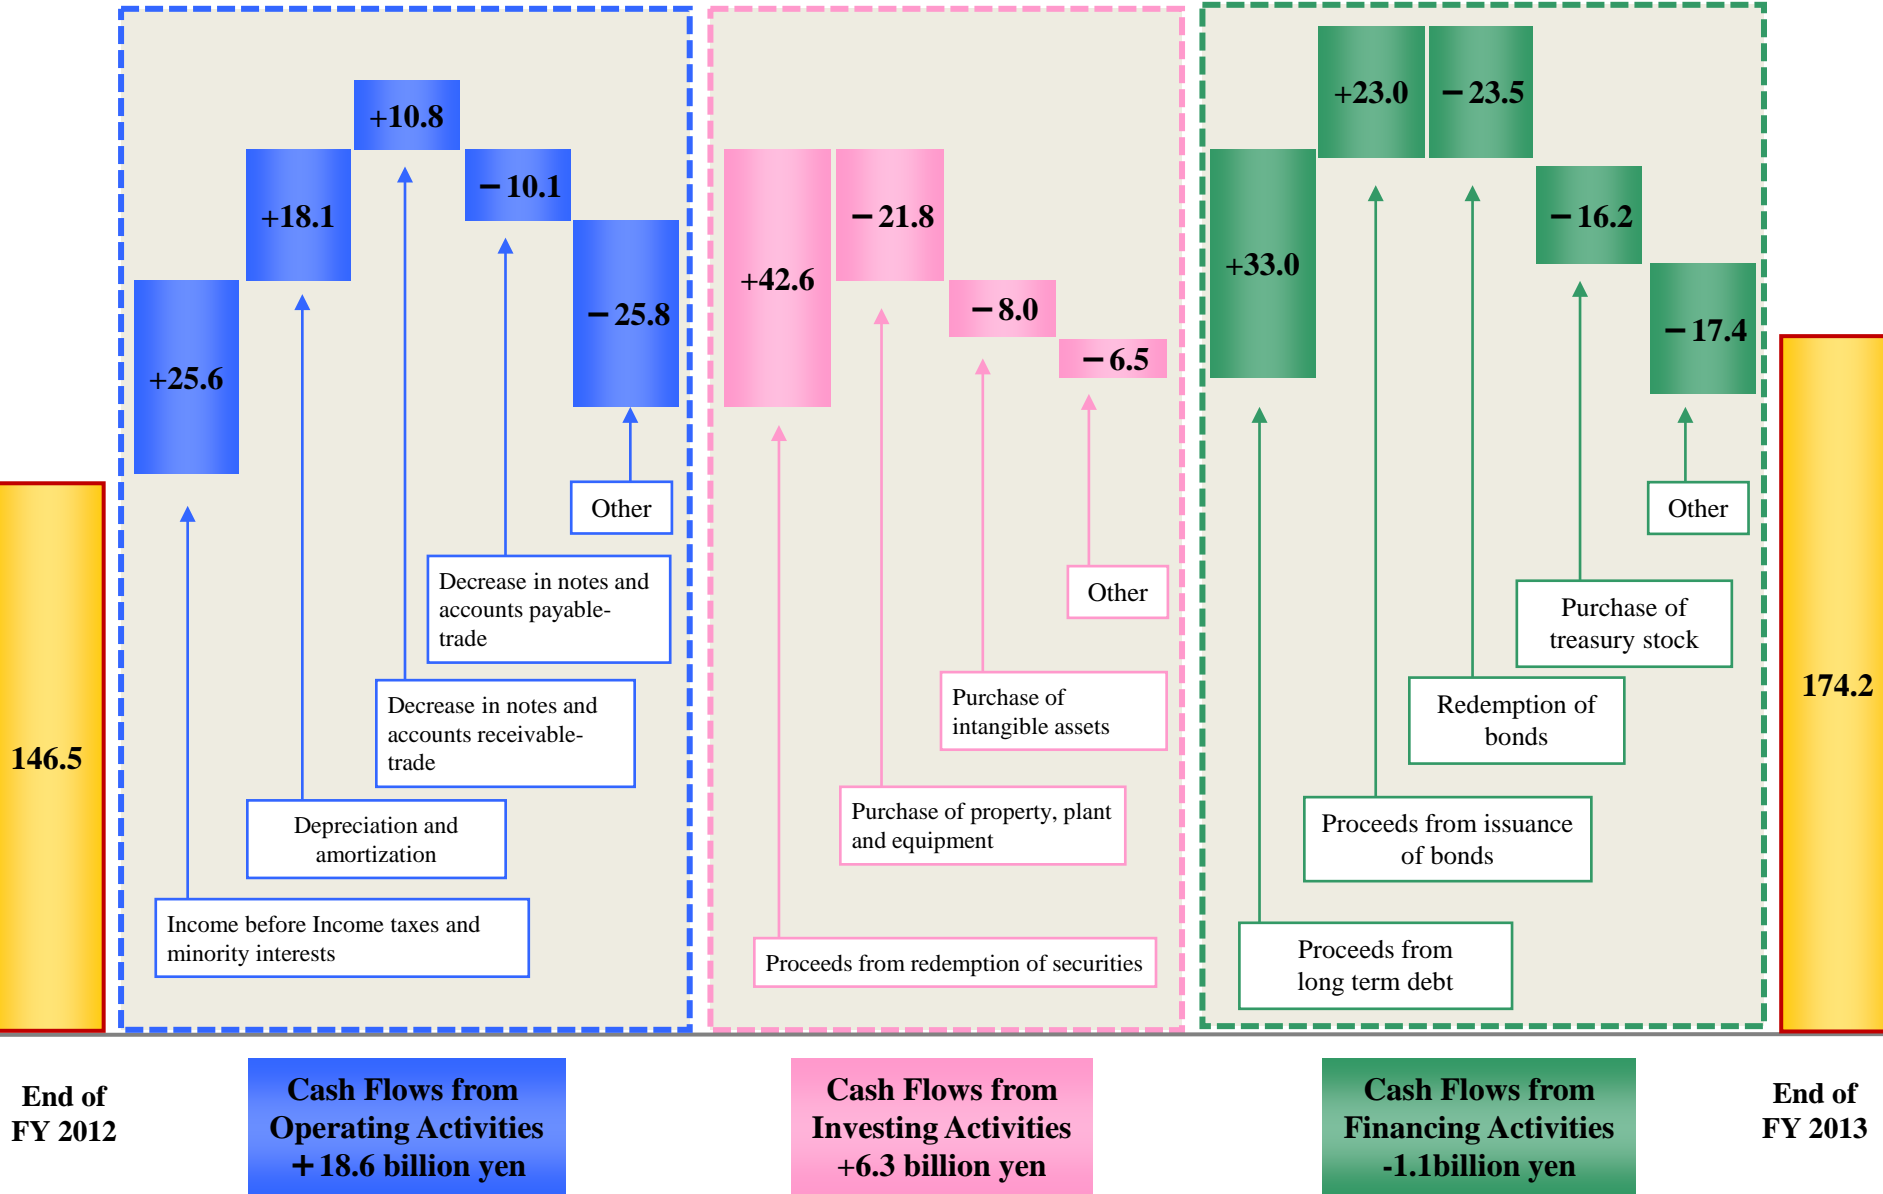 146.5
+25.6
+18.1
+10.8
－10.1
－25.8
Other
Decrease in notes and
accounts payable-
trade
Decrease in notes and
accounts receivable-
trade
Depreciation and
amortization
Income before Income taxes and
minority interests
+42.6
－21.8
－8.0
－6.5
Other
Purchase of
intangible assets
Purchase of property, plant
and equipment
Proceeds from redemption of securities
+33.0
+23.0
－23.5
－16.2
－17.4
Other
Purchase of
treasury stock
Redemption of
bonds
Proceeds from issuance
of bonds
Proceeds from
long term debt
174.2
End of
FY 2012
Cash Flows from
Operating Activities
＋18.6 billion yen
Cash Flows from
Investing Activities
+6.3 billion yen
Cash Flows from
Financing Activities
-1.1billion yen
End of
FY 2013